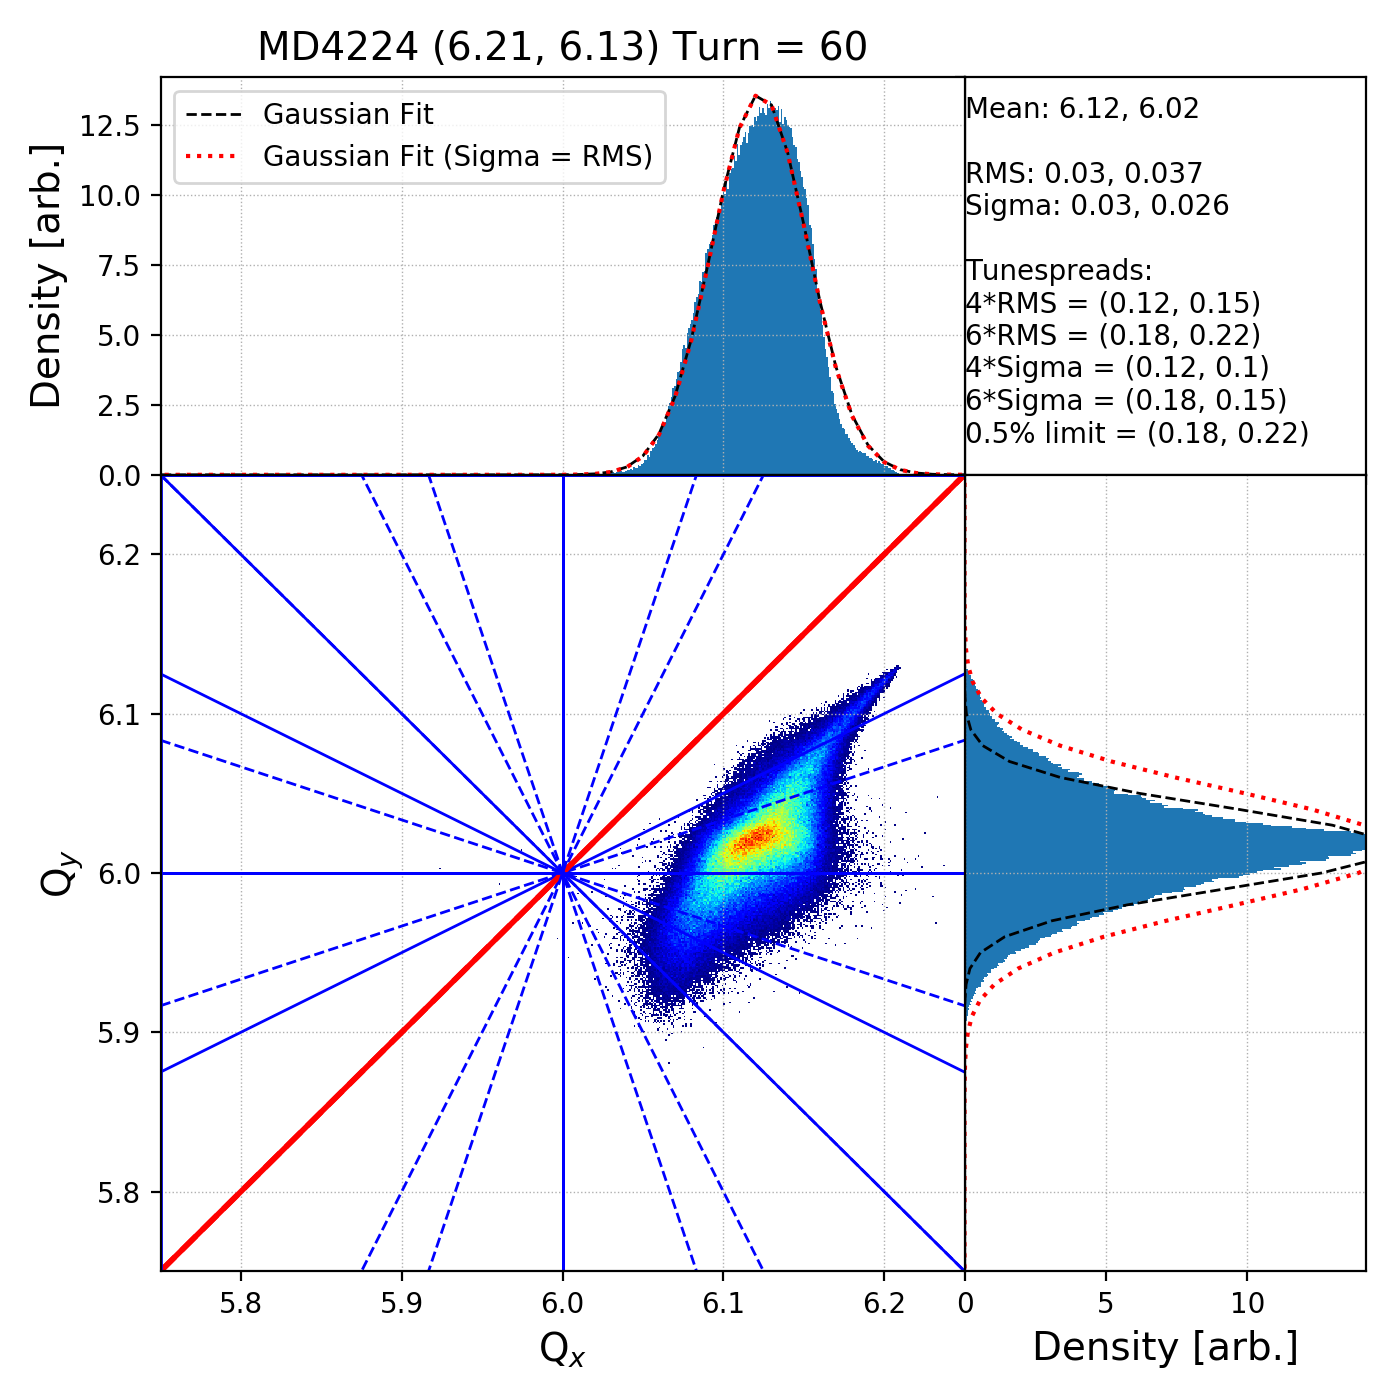 MD4224 (6.21, 6.13) Turn = 60
Gaussian Fit
Gaussian Fit (Sigma = RMS)
Density [arb.]
12.5
10.0
7.5
5.0
2.5
0.0
Mean: 6.12, 6.02
RMS: 0.03, 0.037
Sigma: 0.03, 0.026
Tunespreads:
4*RMS = (0.12, 0.15)
6*RMS = (0.18, 0.22)
4*Sigma = (0.12, 0.1)
6*Sigma = (0.18, 0.15)
0.5% limit = (0.18, 0.22)
Qy
6.2
6.1
6.0
5.9
5.8
5.8 5.9 6.0 6.1 6.2
Qx
0 5 10
Density [arb.]